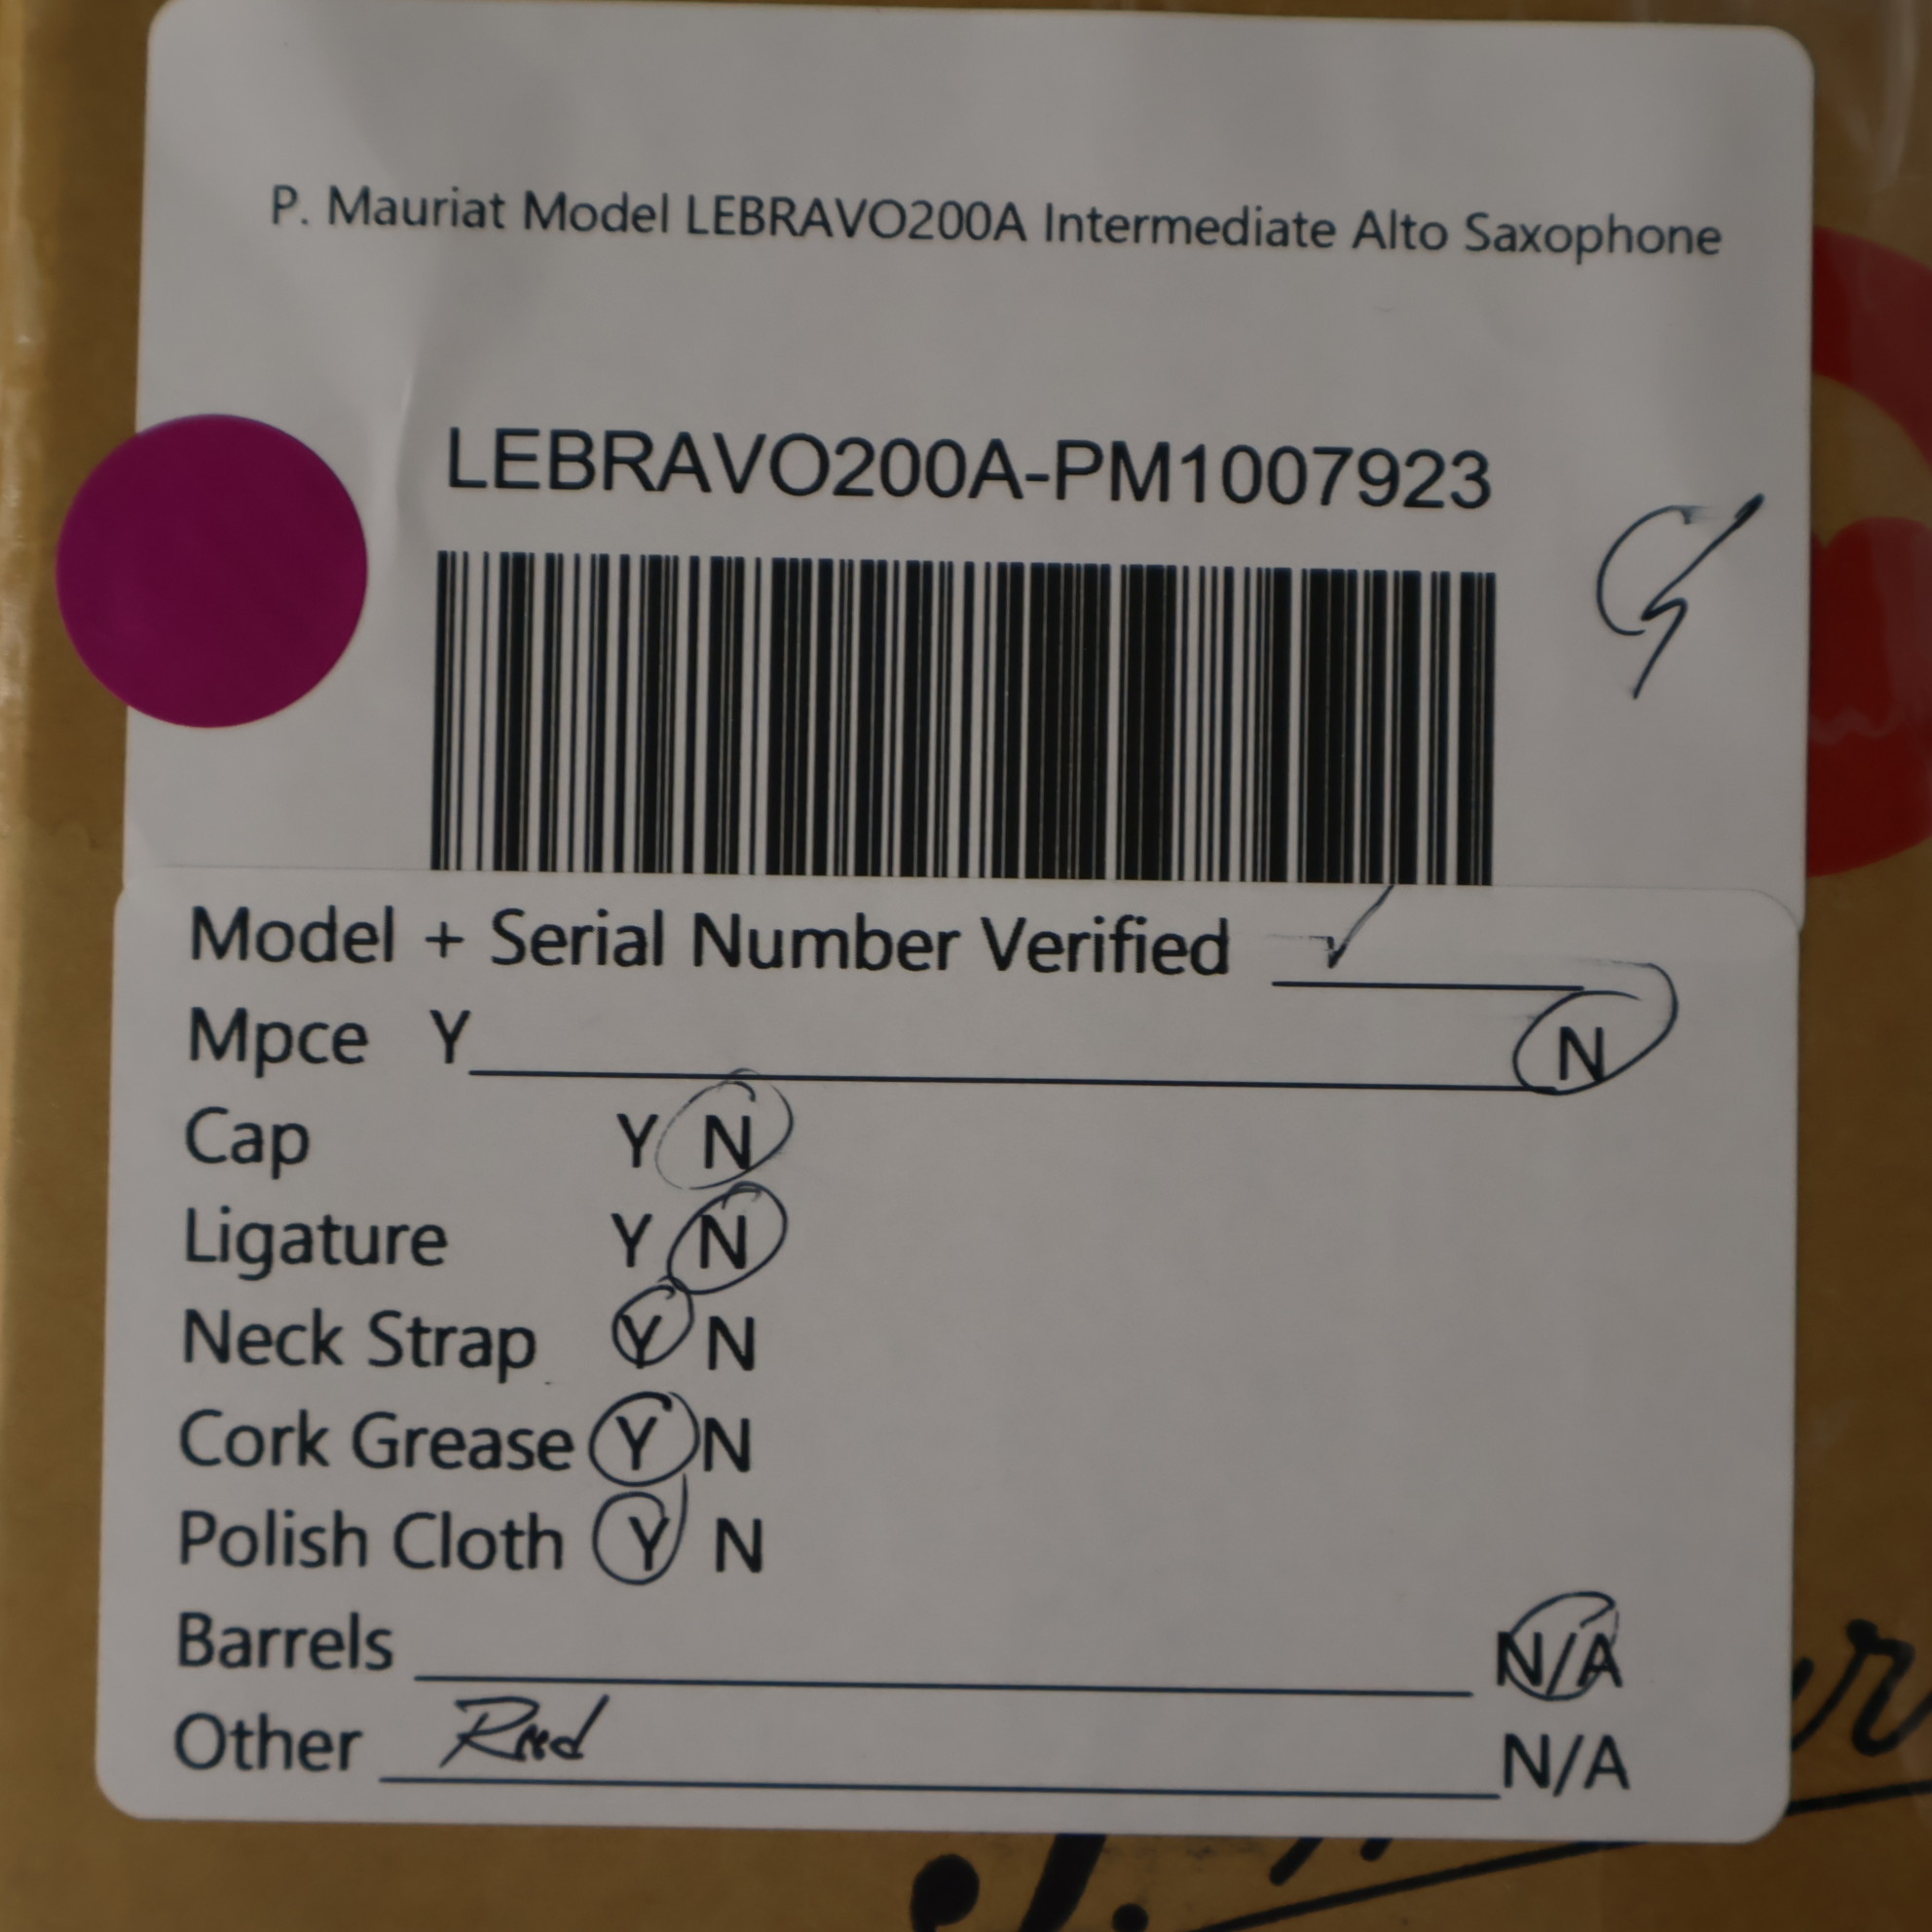 P. Mauriat Model LEBRAVO200A Intermediate Alto Saxophone
LEBRAVO200A-PM1007923
Model + Serial Number Verified ✓
Mpce Y N
Cap Y N
Ligature Y N
Neck Strap Y N
Cork Grease Y N
Polish Cloth Y N
Barrels N/A
Other Reed N/A